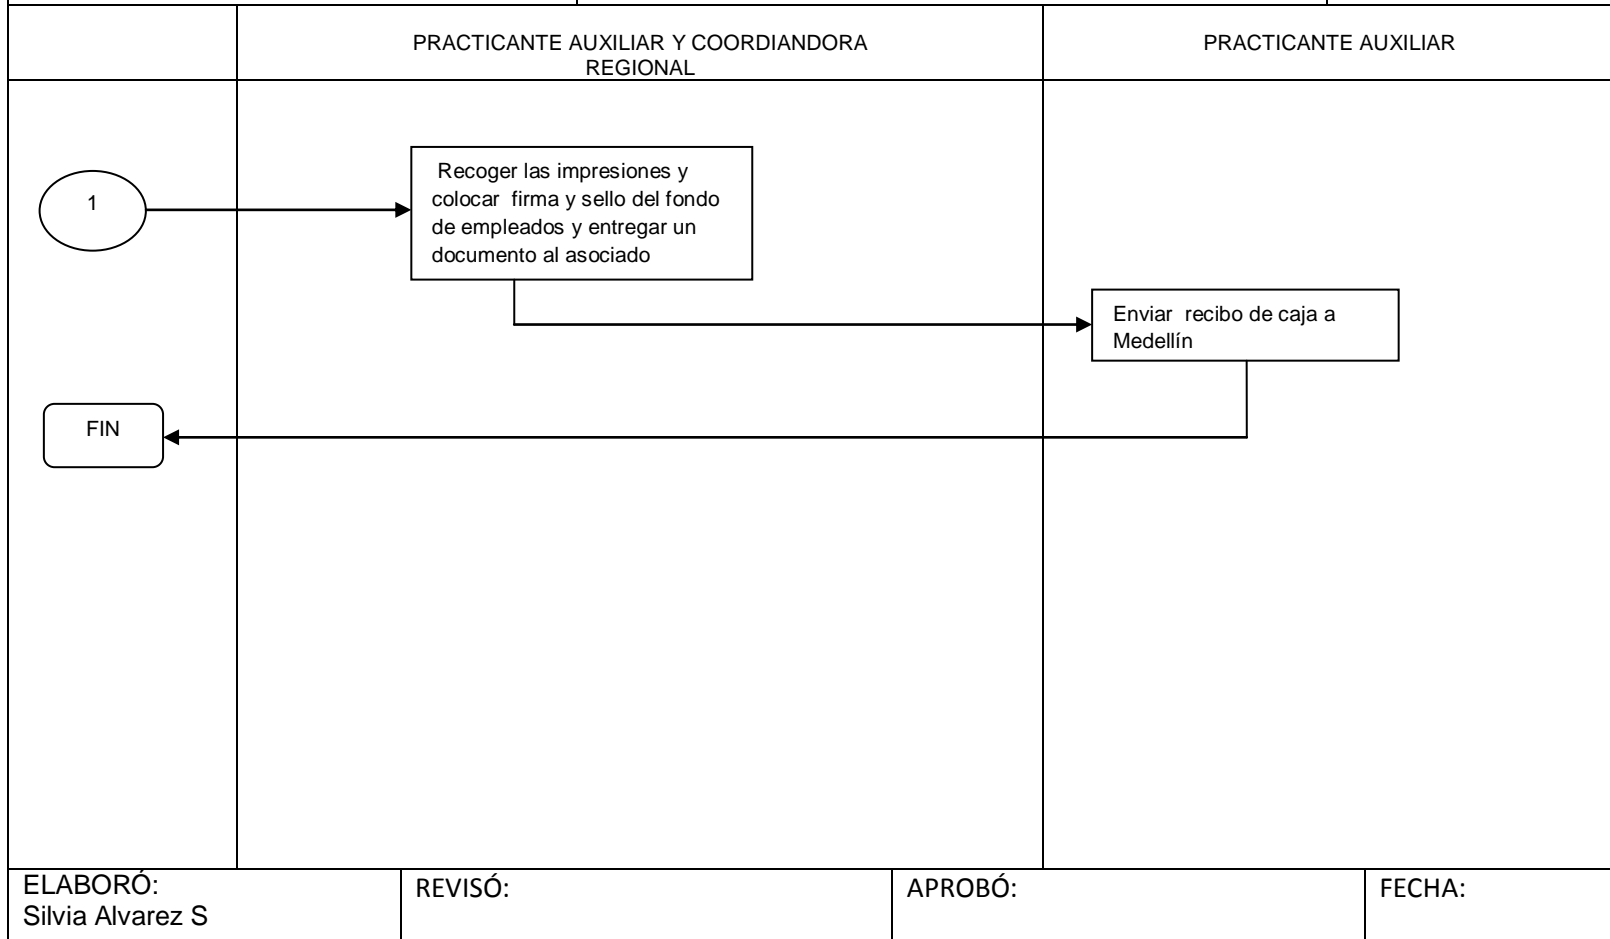 PRACTICANTE AUXILIAR Y COORDIANDORA
REGIONAL
PRACTICANTE AUXILIAR
1
Recoger las impresiones y
colocar firma y sello del fondo
de empleados y entregar un
documento al asociado
Enviar recibo de caja a
Medellín
FIN
ELABORÓ:
Silvia Alvarez S
REVISÓ:
APROBÓ:
FECHA: